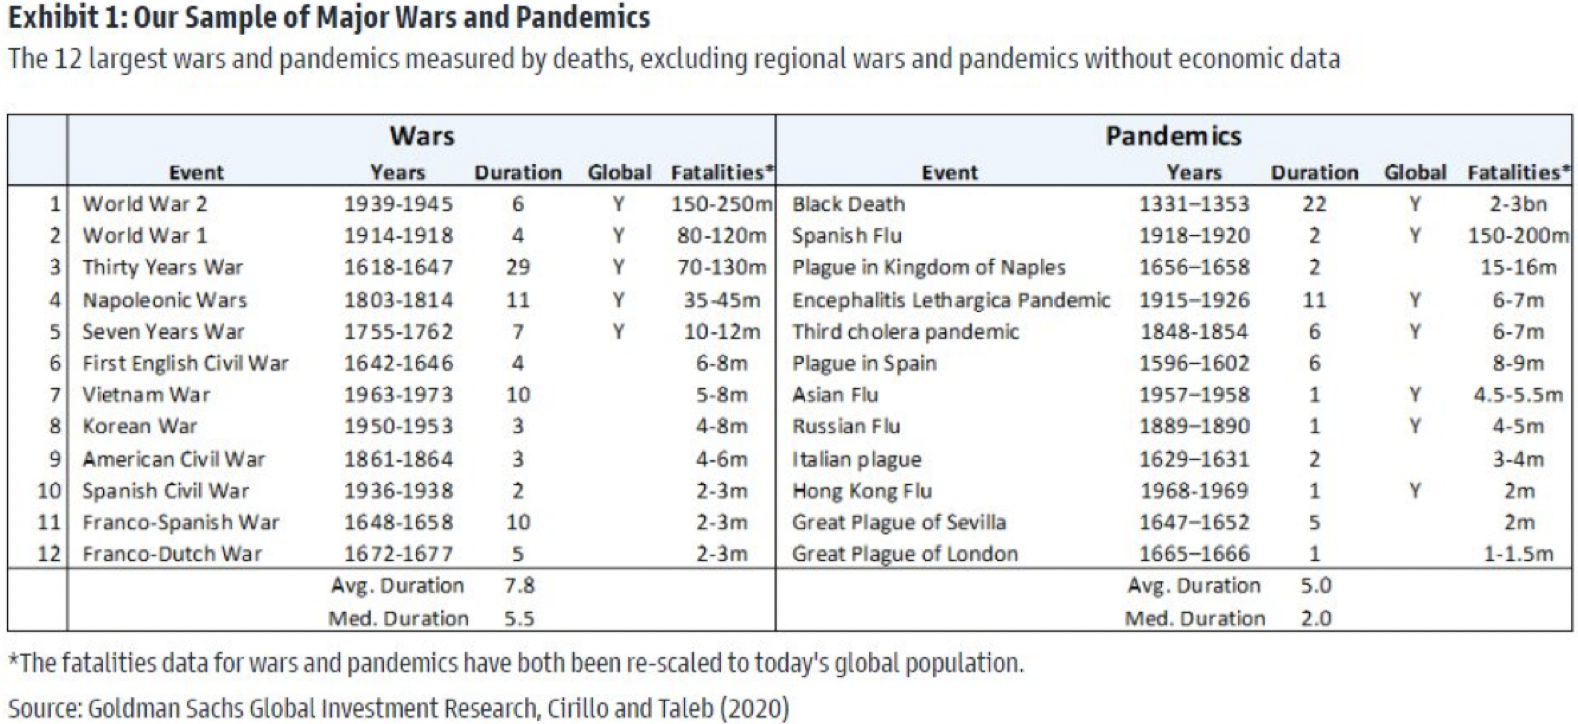 Exhibit 1: Our Sample of Major Wars and Pandemics
The 12 largest wars and pandemics measured by deaths, excluding regional wars and pandemics without economic data
Wars Pandemics
Event Years Duration Global Fatalities* Event Years Duration Global Fatalities*
1 World War 2 1939-1945 6 Y 150-250m Black Death 1331–1353 22 Y 2-3bn
2 World War 1 1914-1918 4 Y 80-120m Spanish Flu 1918–1920 2 Y 150-200m
3 Thirty Years War 1618-1647 29 Y 70-130m Plague in Kingdom of Naples 1656–1658 2 15-16m
4 Napoleonic Wars 1803-1814 11 Y 35-45m Encephalitis Lethargica Pandemic 1915–1926 11 Y 6-7m
5 Seven Years War 1755-1762 7 Y 10-12m Third cholera pandemic 1848-1854 6 Y 6-7m
6 First English Civil War 1642-1646 4 6-8m Plague in Spain 1596–1602 6 8-9m
7 Vietnam War 1963-1973 10 5-8m Asian Flu 1957–1958 1 Y 4.5-5.5m
8 Korean War 1950-1953 3 4-8m Russian Flu 1889–1890 1 Y 4-5m
9 American Civil War 1861-1864 3 4-6m Italian plague 1629–1631 2 3-4m
10 Spanish Civil War 1936-1938 2 2-3m Hong Kong Flu 1968-1969 1 Y 2m
11 Franco-Spanish War 1648-1658 10 2-3m Great Plague of Sevilla 1647–1652 5 2m
12 Franco-Dutch War 1672-1677 5 2-3m Great Plague of London 1665–1666 1 1-1.5m
Avg. Duration 7.8 Avg. Duration 5.0
Med. Duration 5.5 Med. Duration 2.0
*The fatalities data for wars and pandemics have both been re-scaled to today's global population.
Source: Goldman Sachs Global Investment Research, Cirillo and Taleb (2020)